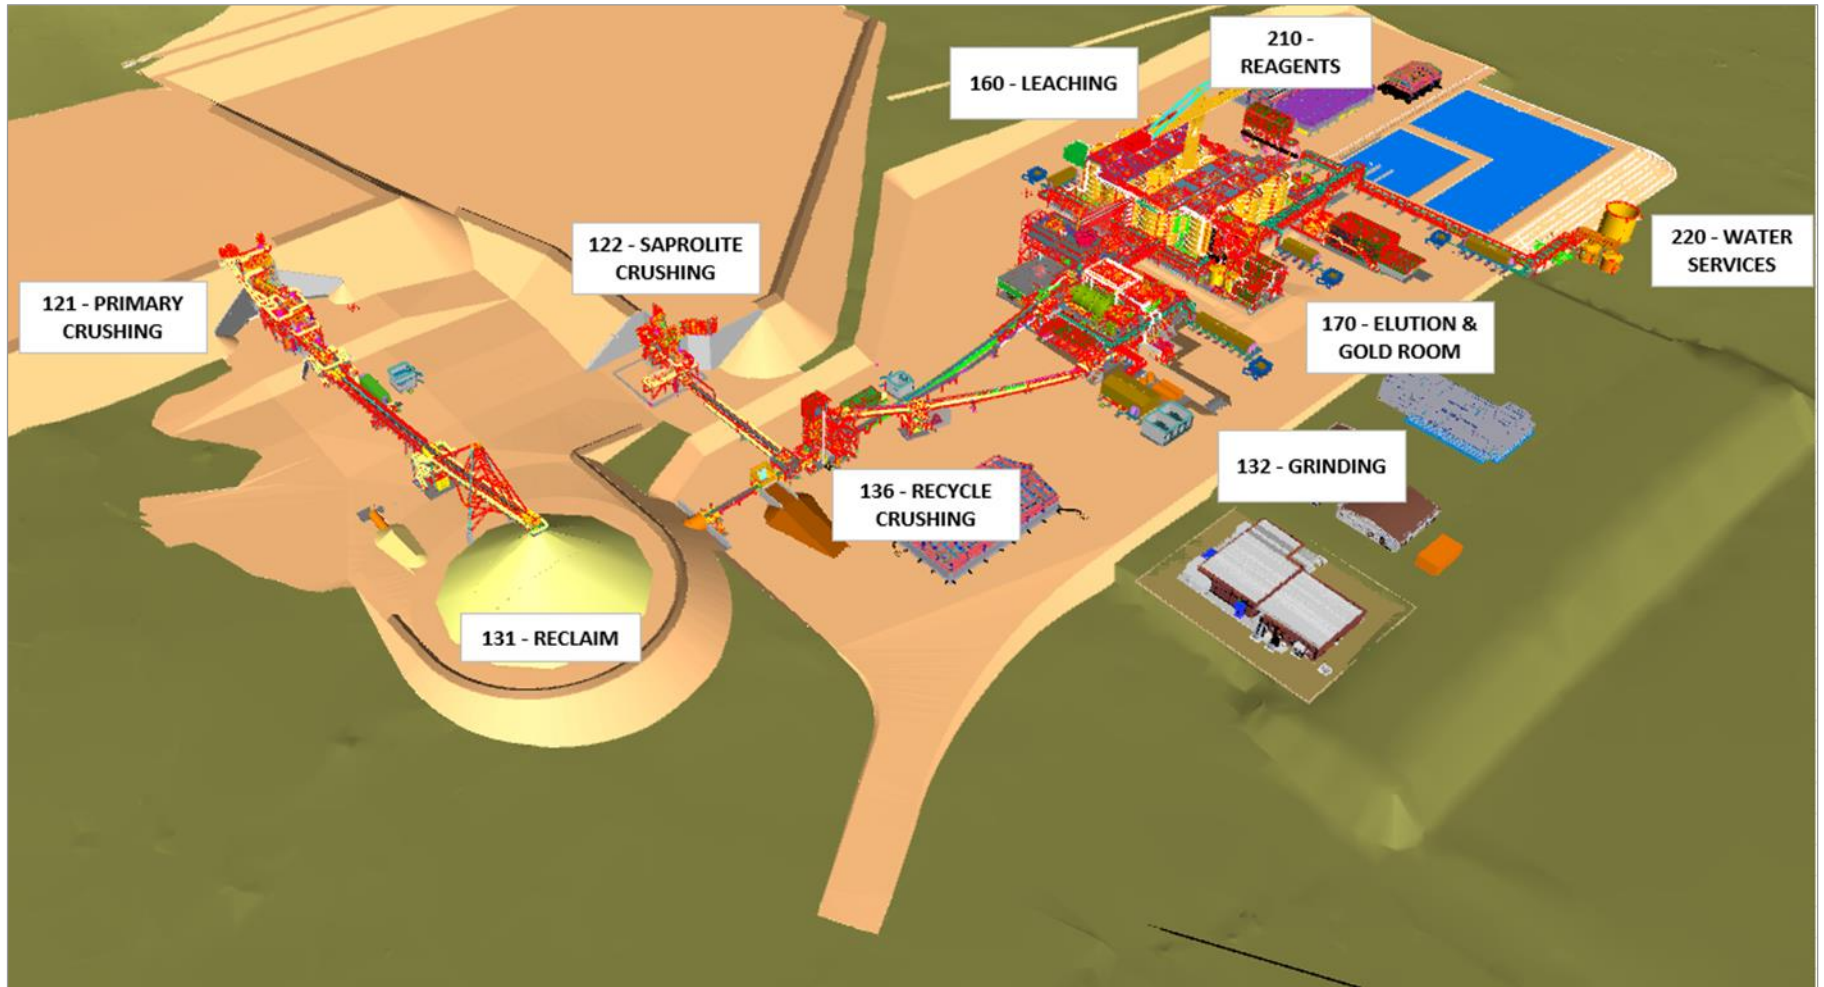 210 -
REAGENTS
160 - LEACHING
122 - SAPROLITE
CRUSHING
220 - WATER
SERVICES
121 - PRIMARY
CRUSHING
170 - ELUTION &
GOLD ROOM
132 - GRINDING
136 - RECYCLE
CRUSHING
131 - RECLAIM